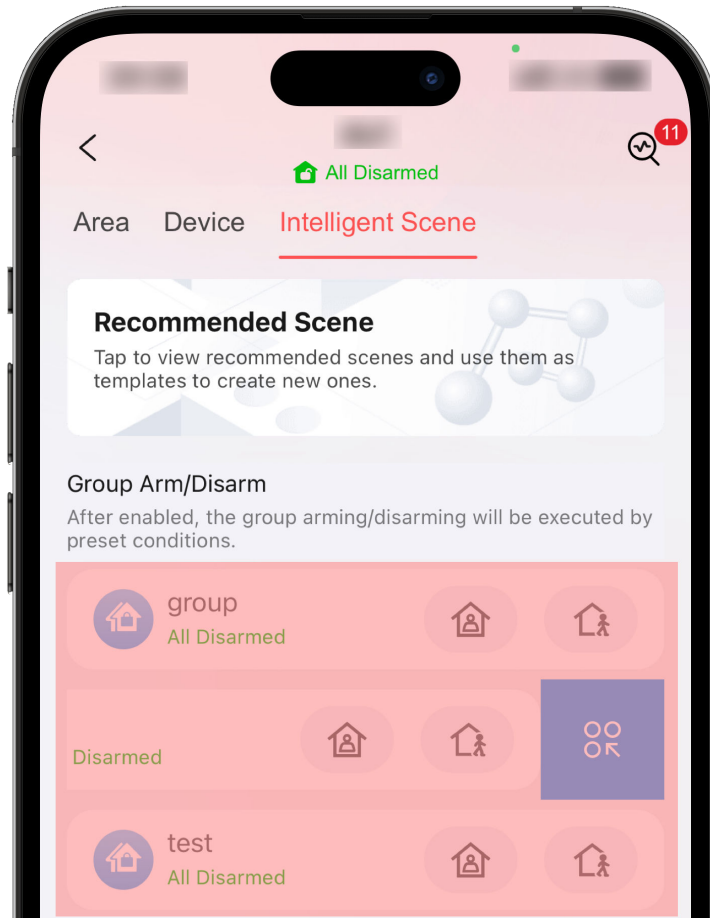 11
All Disarmed
Area Device Intelligent Scene
Recommended Scene
Tap to view recommended scenes and use them as
templates to create new ones.
Group Arm/Disarm
After enabled, the group arming/disarming will be executed by
preset conditions.
group
All Disarmed
Disarmed
test
All Disarmed